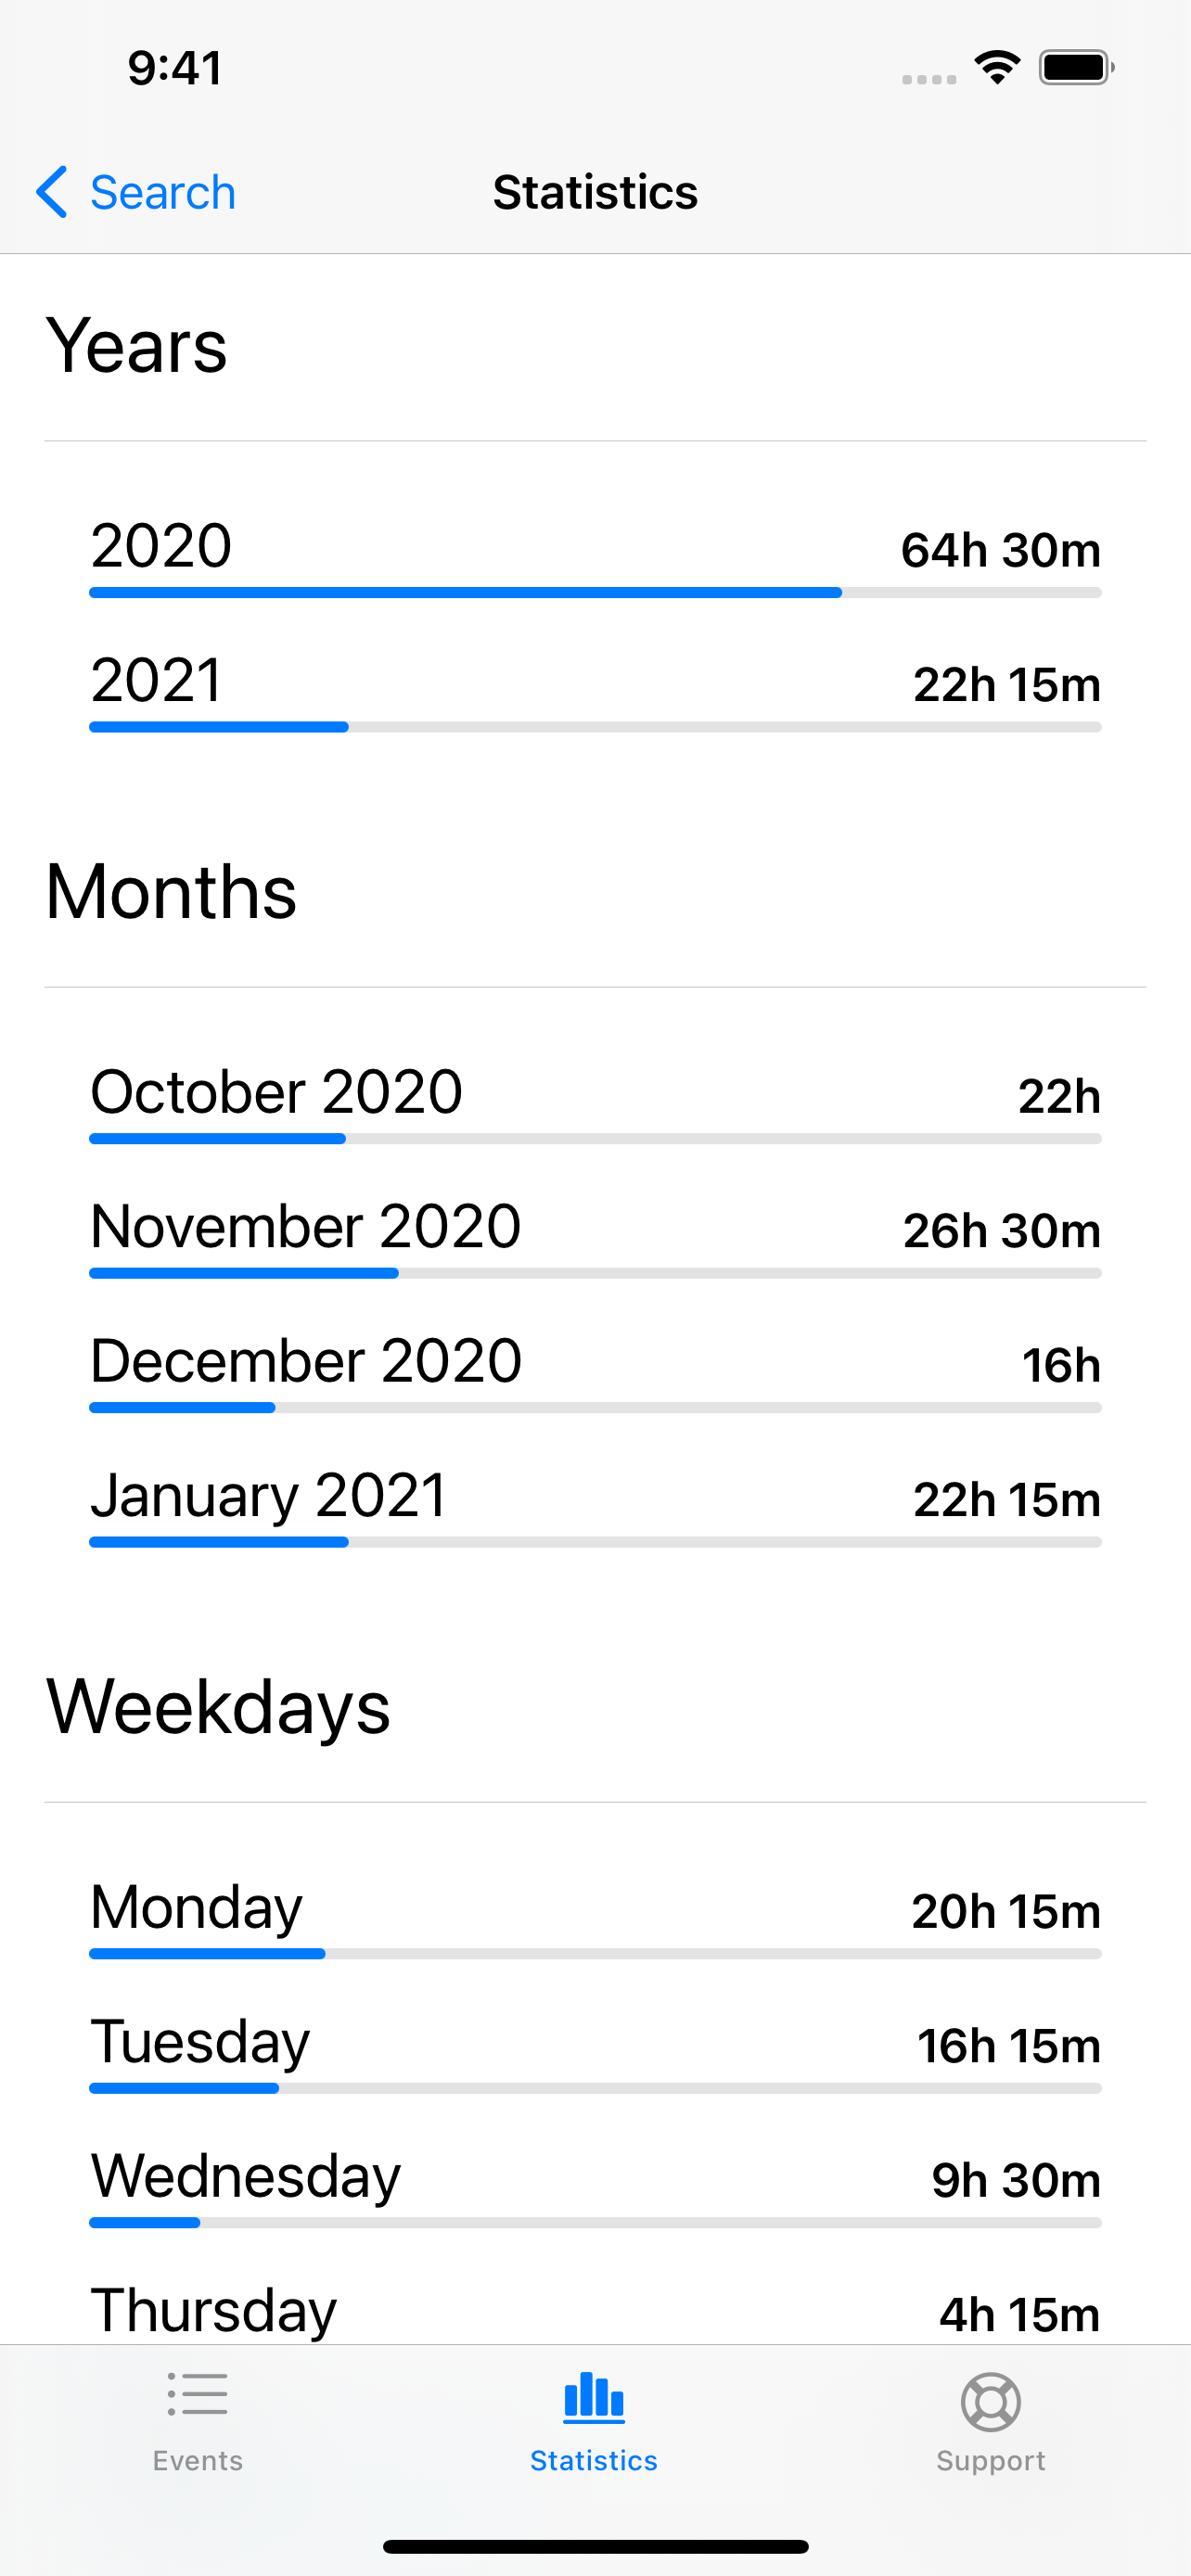 9:41
Search
Statistics
Years
2020 64h 30m
2021 22h 15m
Months
October 2020 22h
November 2020 26h 30m
December 2020 16h
January 2021 22h 15m
Weekdays
Monday 20h 15m
Tuesday 16h 15m
Wednesday 9h 30m
Thursday 4h 15m
Events Statistics Support